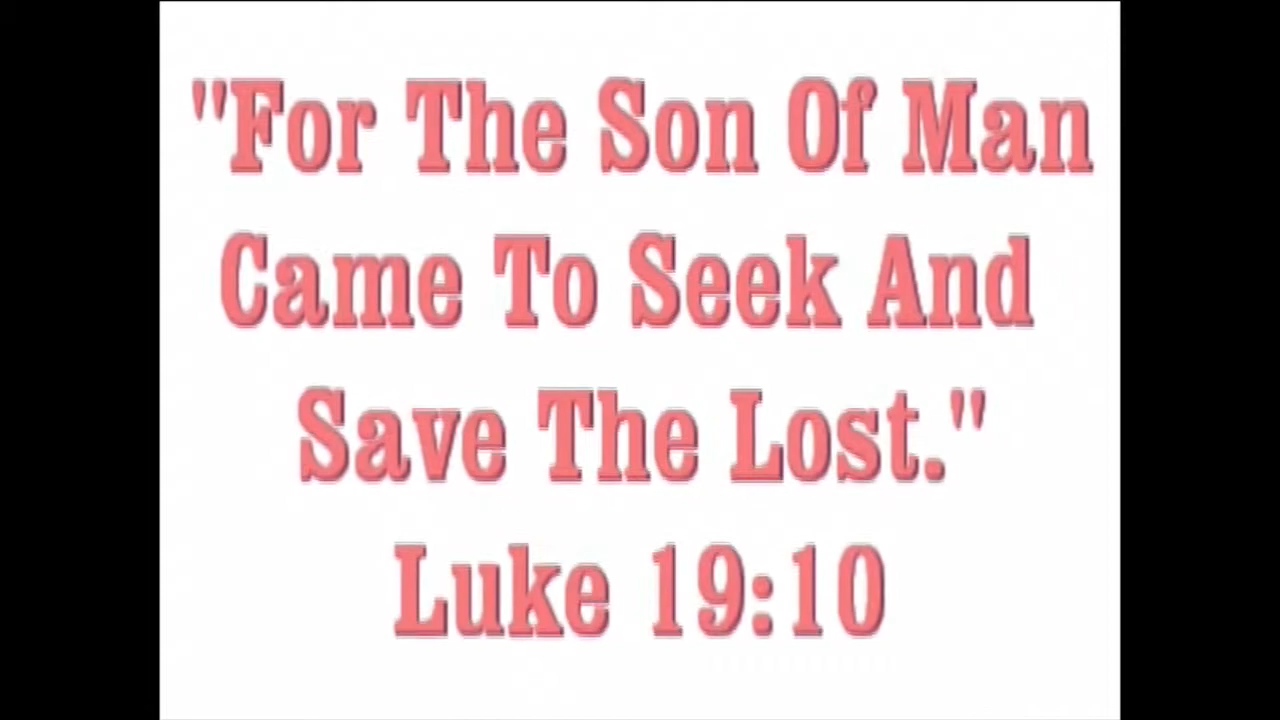 "For The Son Of Man
Came To Seek And
Save The Lost."
Luke 19:10